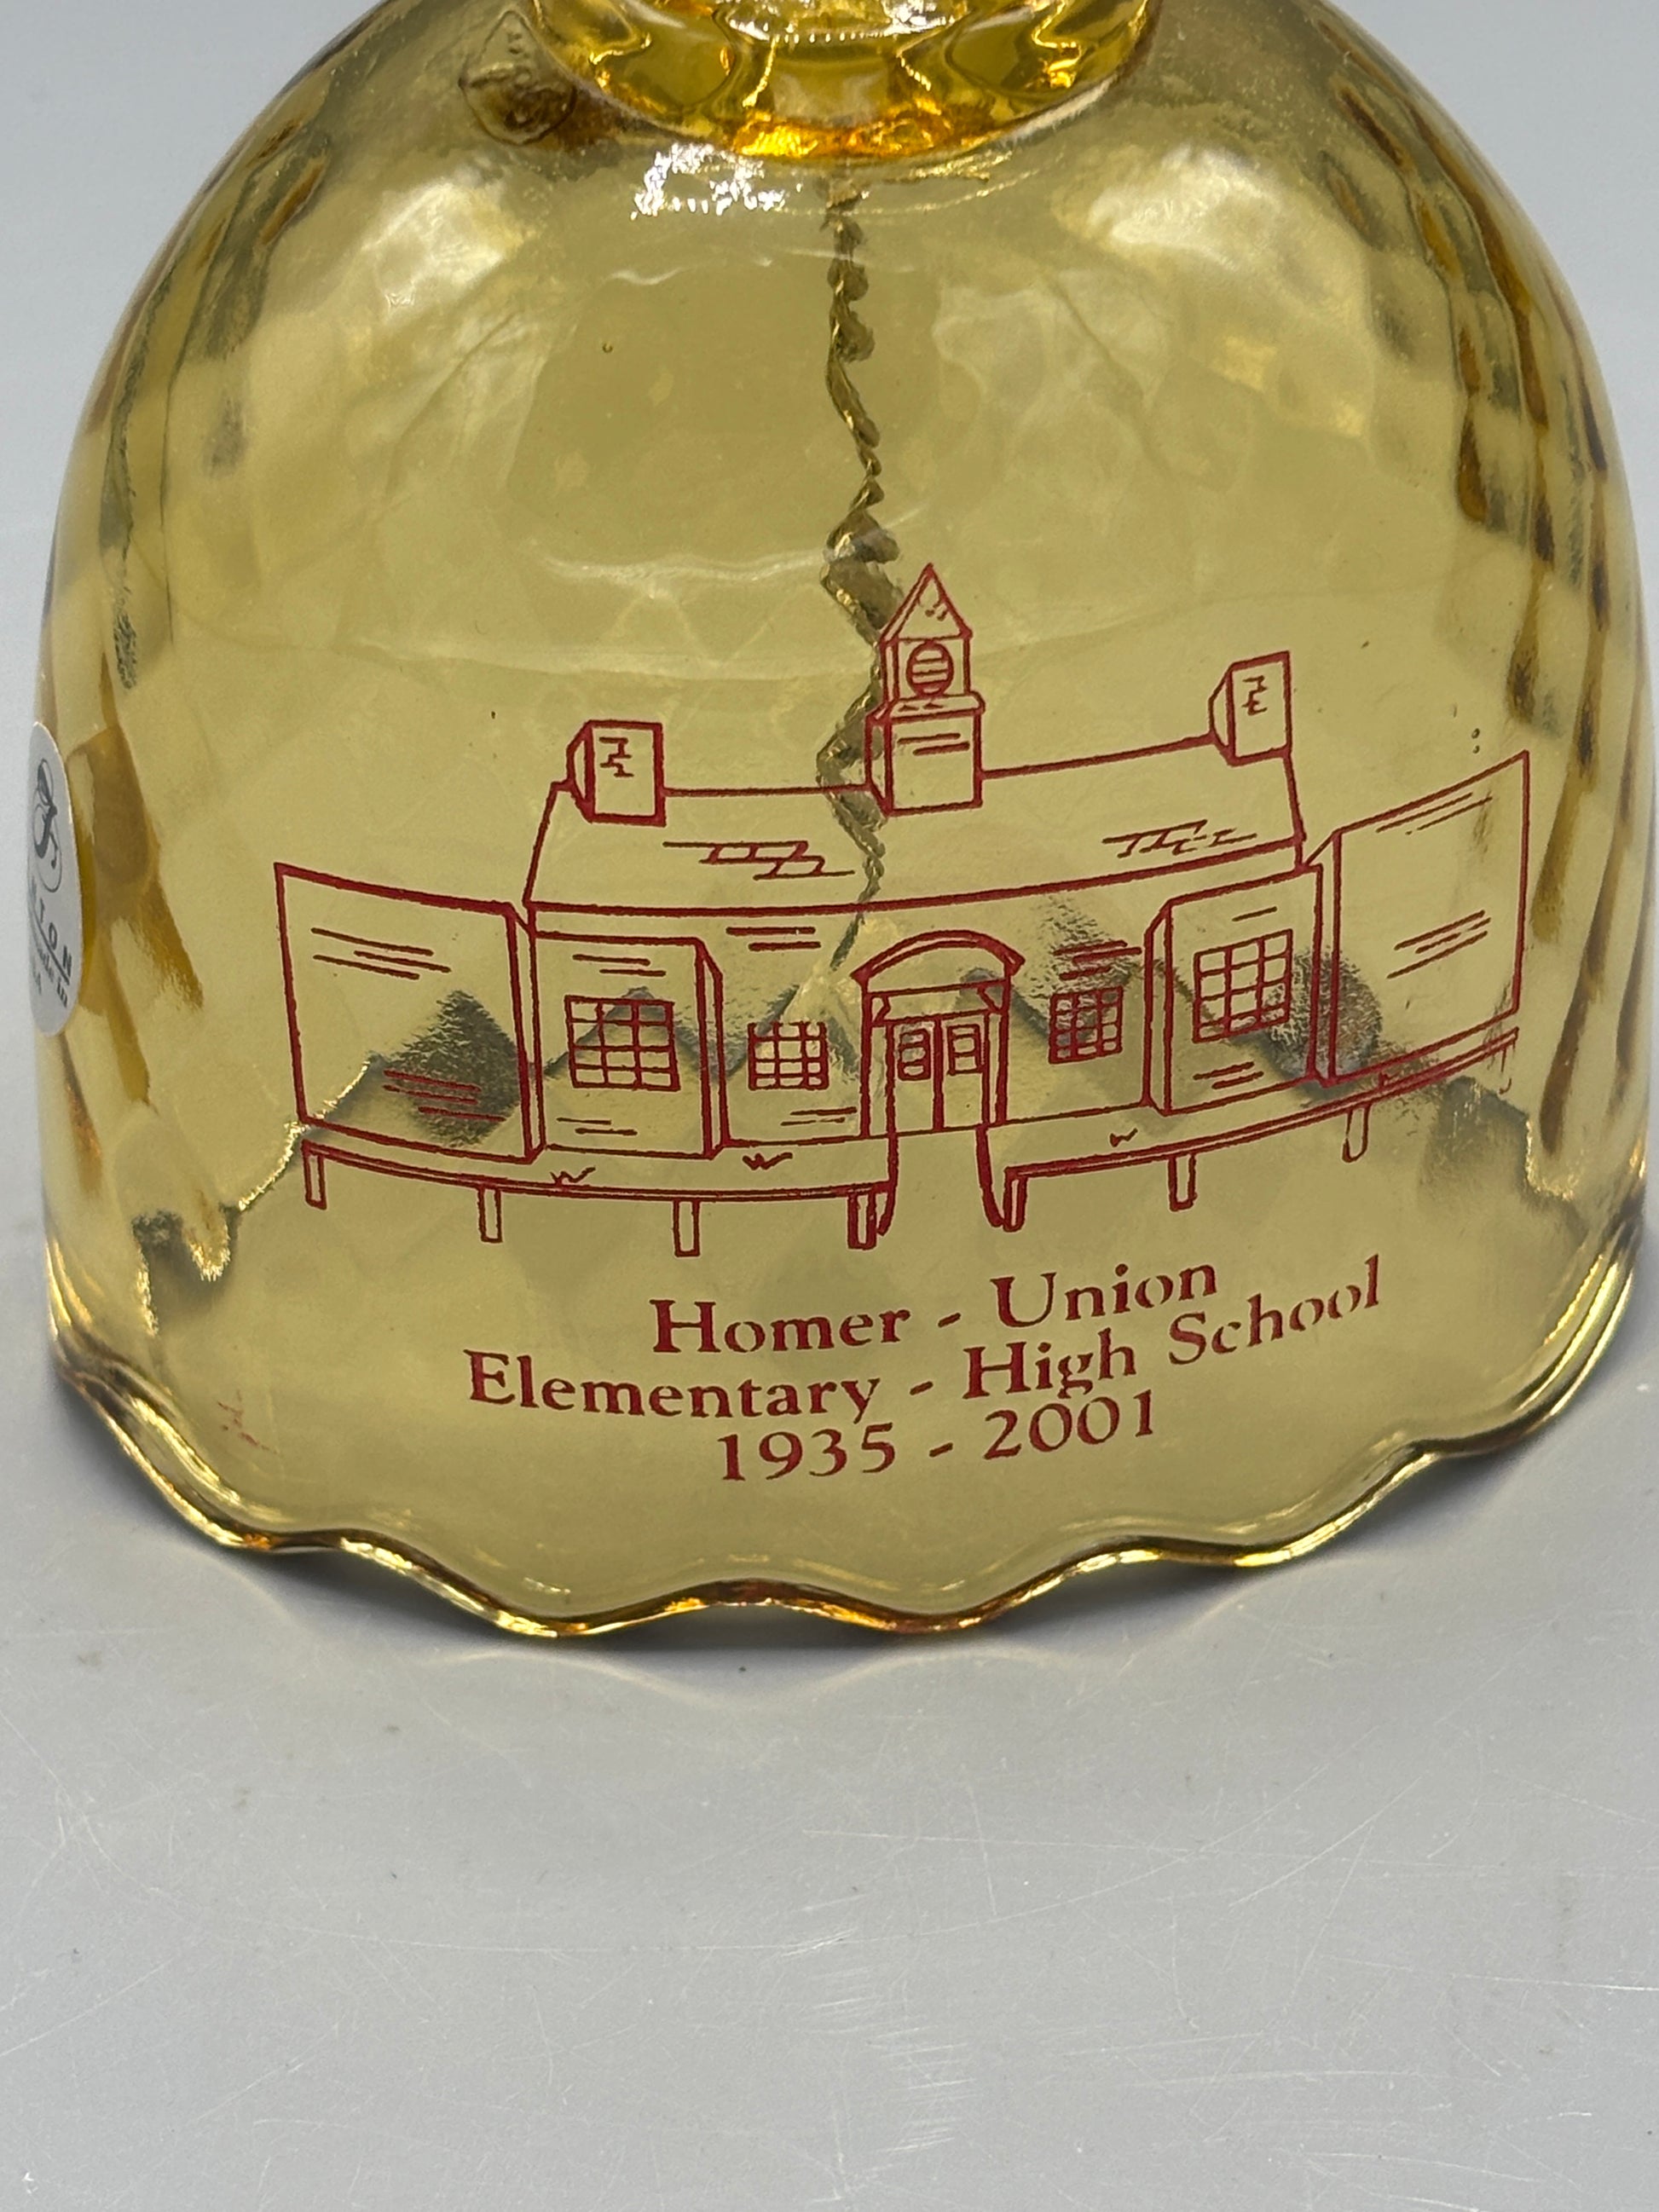 Homer - Union
Elementary - High School
1935 - 2001